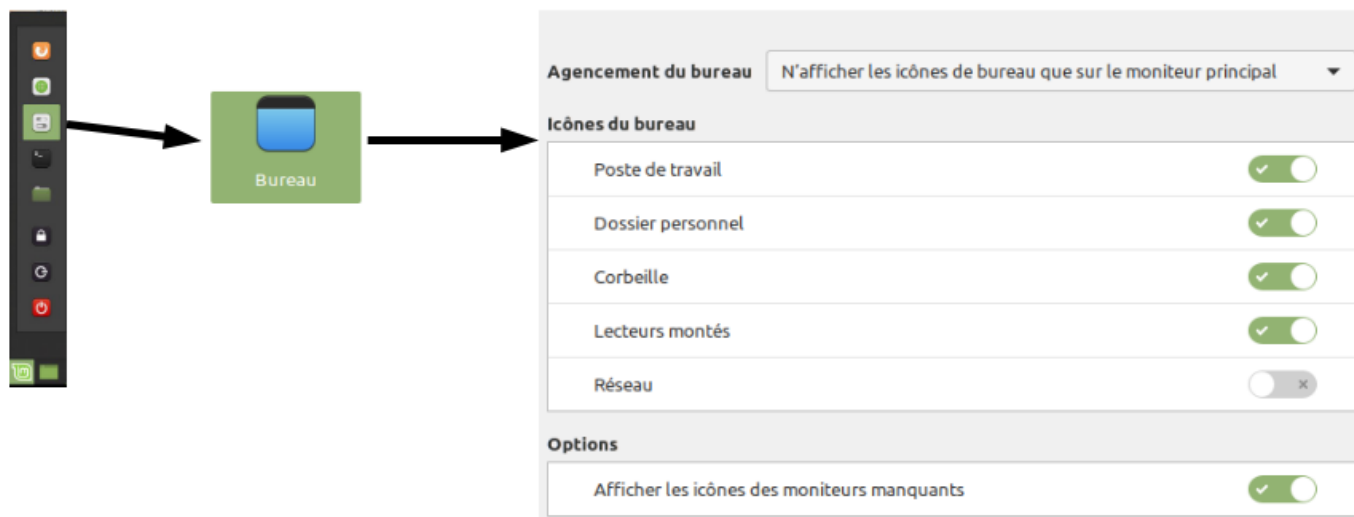 Bureau
Agencement du bureau N'afficher les icônes de bureau que sur le moniteur principal
Icônes du bureau
Poste de travail
Dossier personnel
Corbeille
Lecteurs montés
Réseau
Options
Afficher les icônes des moniteurs manquants